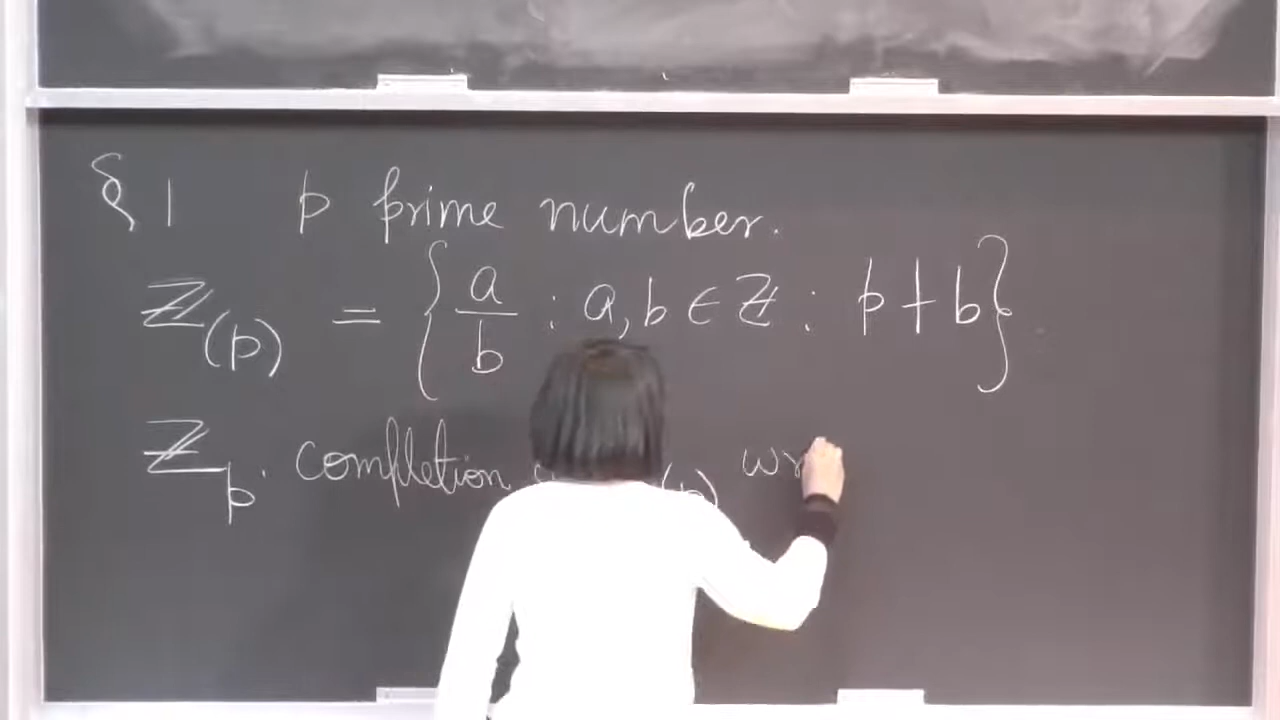 §1 p prime number.
ℤ₍ₚ₎ = { a/b : a, b ∈ ℤ : p ∤ b }
ℤₚ. completion (p)